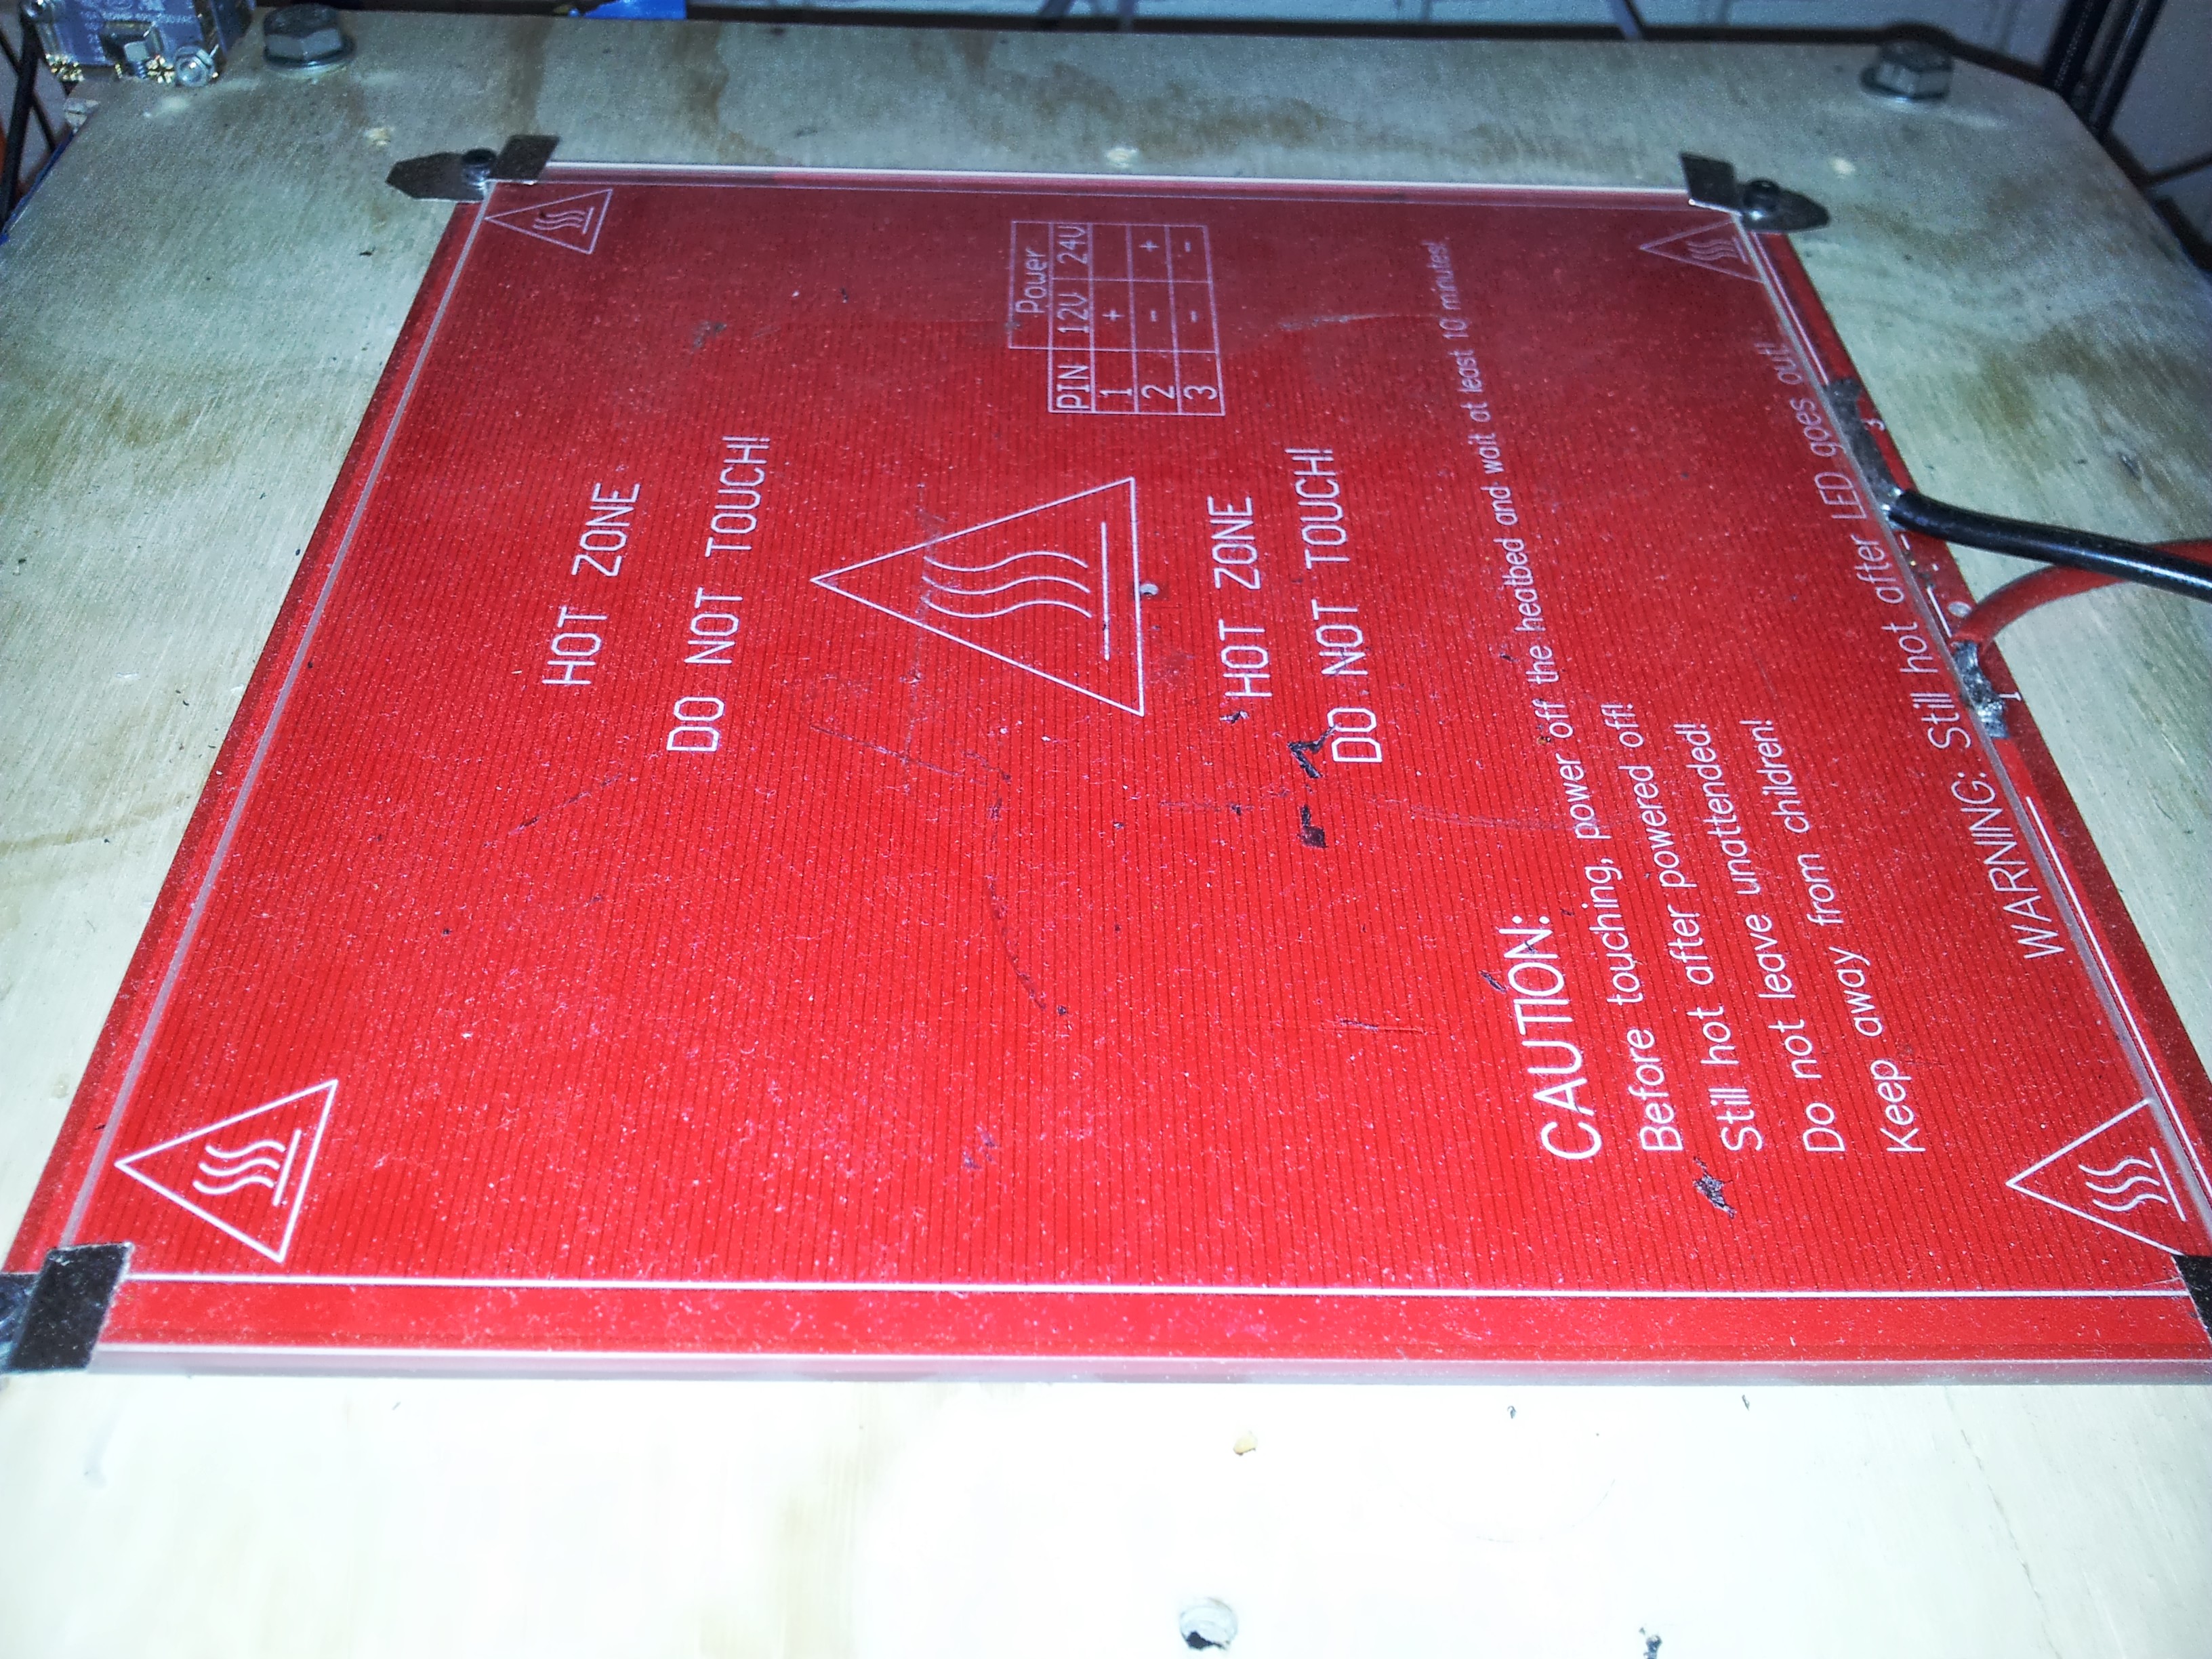 HOT ZONE
DO NOT TOUCH!
Power
PIN 12V 24V
1 +
2 - +
3 - -
HOT ZONE
DO NOT TOUCH!
CAUTION:
Before touching, power off the heatbed and wait at least 10 minutes!
Still hot after powered off!
Do not leave unattended!
Keep away from children!
WARNING: Still hot after LED goes out!
1
3